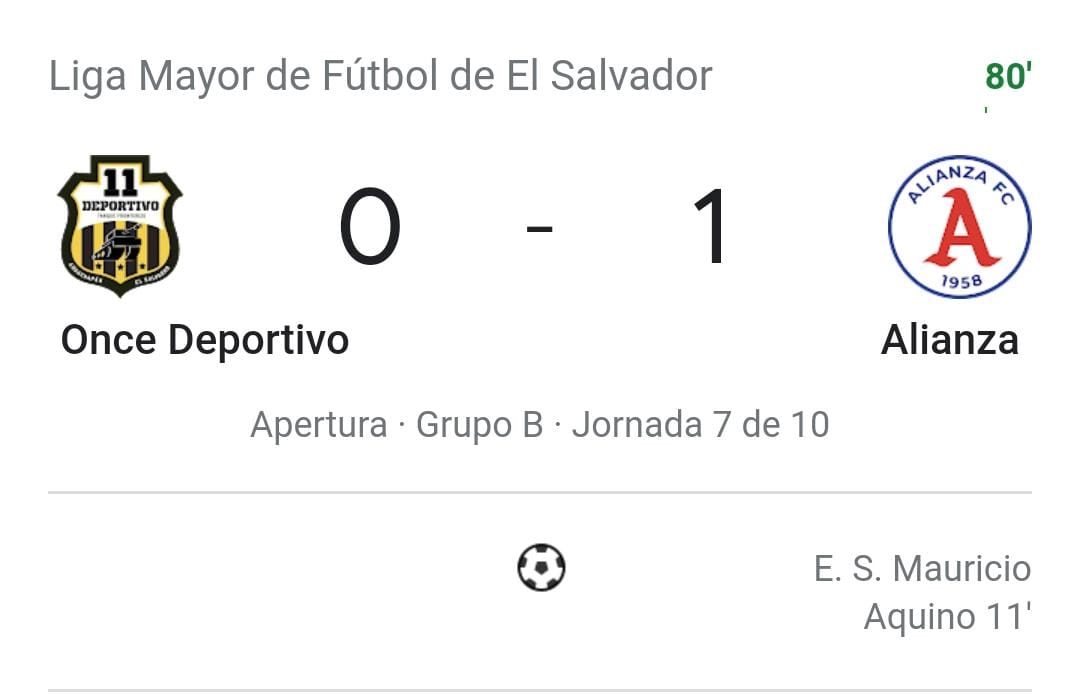 Liga Mayor de Fútbol de El Salvador 80'
11
DEPORTIVO
0 - 1
ALIANZA FC
A
1958
Once Deportivo Alianza
Apertura · Grupo B · Jornada 7 de 10
E. S. Mauricio
Aquino 11'